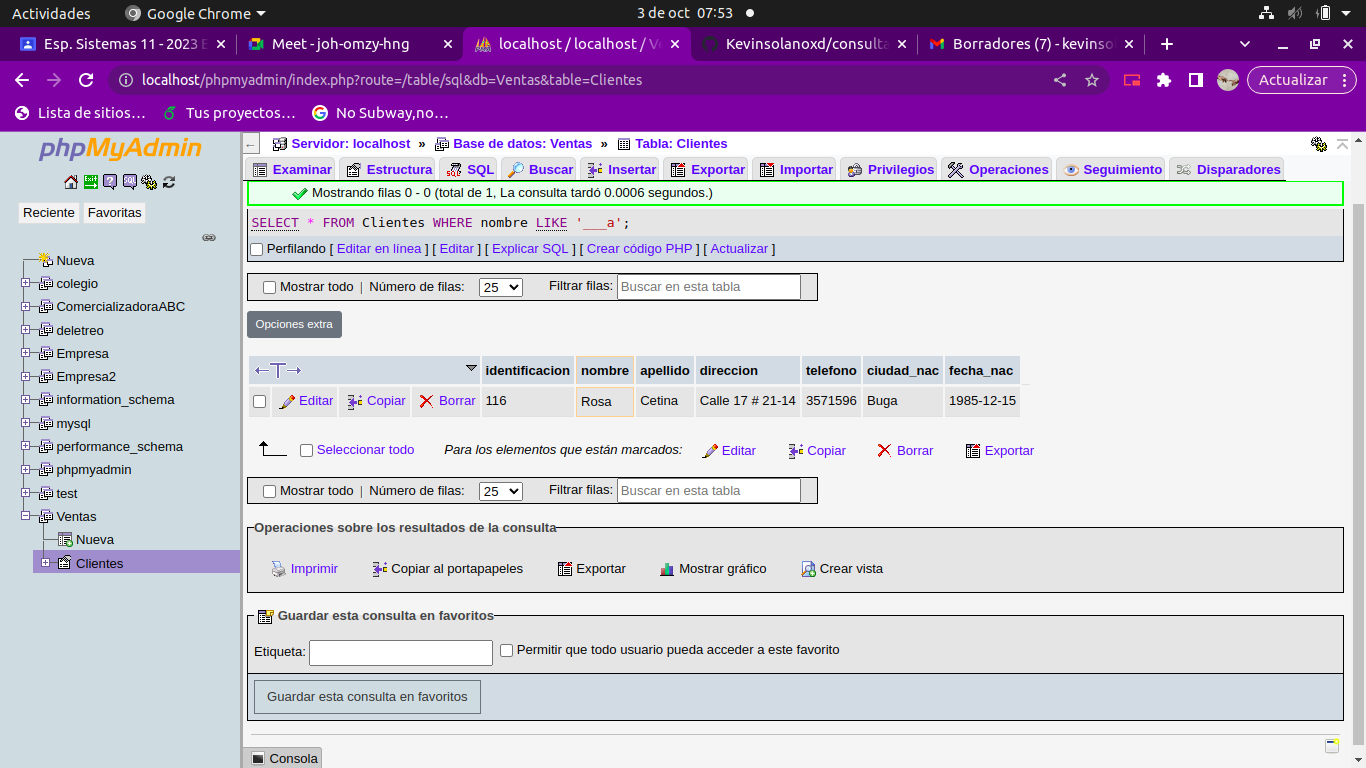 Actividades Google Chrome 3 de oct 07:53
Esp. Sistemas 11 - 2023 E Meet - joh-omzy-hng localhost / localhost / Ve Kevinsolanoxd/consulta Borradores (7) - kevinso
localhost/phpmyadmin/index.php?route=/table/sql&db=Ventas&table=Clientes Actualizar
Lista de sitios… Tus proyectos… No Subway,no…
phpMyAdmin
Reciente Favoritas
Nueva
colegio
ComercializadoraABC
deletreo
Empresa
Empresa2
information_schema
mysql
performance_schema
phpmyadmin
test
Ventas
Nueva
Clientes
Servidor: localhost » Base de datos: Ventas » Tabla: Clientes
Examinar Estructura SQL Buscar Insertar Exportar Importar Privilegios Operaciones Seguimiento Disparadores
Mostrando filas 0 - 0 (total de 1, La consulta tardó 0.0006 segundos.)
SELECT * FROM Clientes WHERE nombre LIKE '___a';
Perfilando [ Editar en línea ] [ Editar ] [ Explicar SQL ] [ Crear código PHP ] [ Actualizar ]
Mostrar todo | Número de filas: 25 Filtrar filas: Buscar en esta tabla
Opciones extra
←T→ identificacion nombre apellido direccion telefono ciudad_nac fecha_nac
Editar Copiar Borrar 116 Rosa Cetina Calle 17 # 21-14 3571596 Buga 1985-12-15
Seleccionar todo Para los elementos que están marcados: Editar Copiar Borrar Exportar
Mostrar todo | Número de filas: 25 Filtrar filas: Buscar en esta tabla
Operaciones sobre los resultados de la consulta
Imprimir Copiar al portapapeles Exportar Mostrar gráfico Crear vista
Guardar esta consulta en favoritos
Etiqueta: Permitir que todo usuario pueda acceder a este favorito
Guardar esta consulta en favoritos
Consola